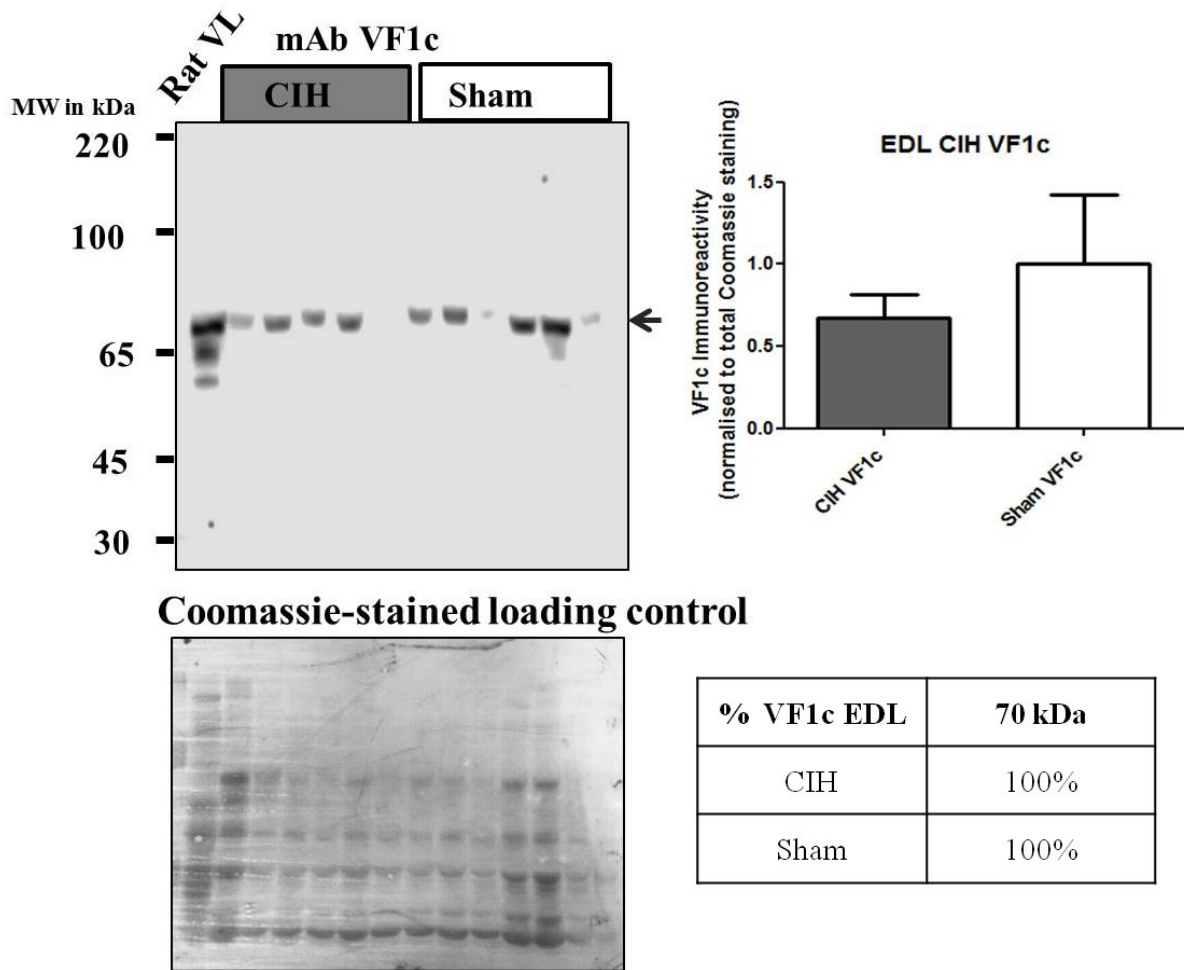 Rat VL
mAb VF1c
CIH
Sham
MW in kDa
220
100
65
45
30
EDL CIH VF1c
VF1c Immunoreactivity
(normalised to total Coomassie staining)
1.5
1.0
0.5
0.0
CIH VF1c
Sham VF1c
Coomassie-stained loading control
% VF1c EDL 70 kDa
CIH 100%
Sham 100%